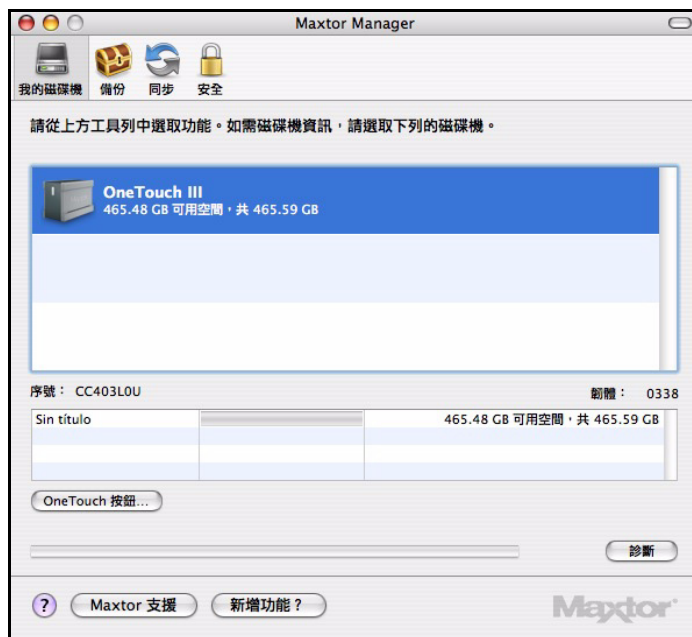 Maxtor Manager
我的磁碟機 備份 同步 安全
請從上方工具列中選取功能。如需磁碟機資訊，請選取下列的磁碟機。
OneTouch III
465.48 GB 可用空間，共 465.59 GB
序號： CC403L0U 韌體： 0338
Sin título 465.48 GB 可用空間，共 465.59 GB
OneTouch 按鈕...
診斷
? Maxtor 支援 新增功能？ Maxtor